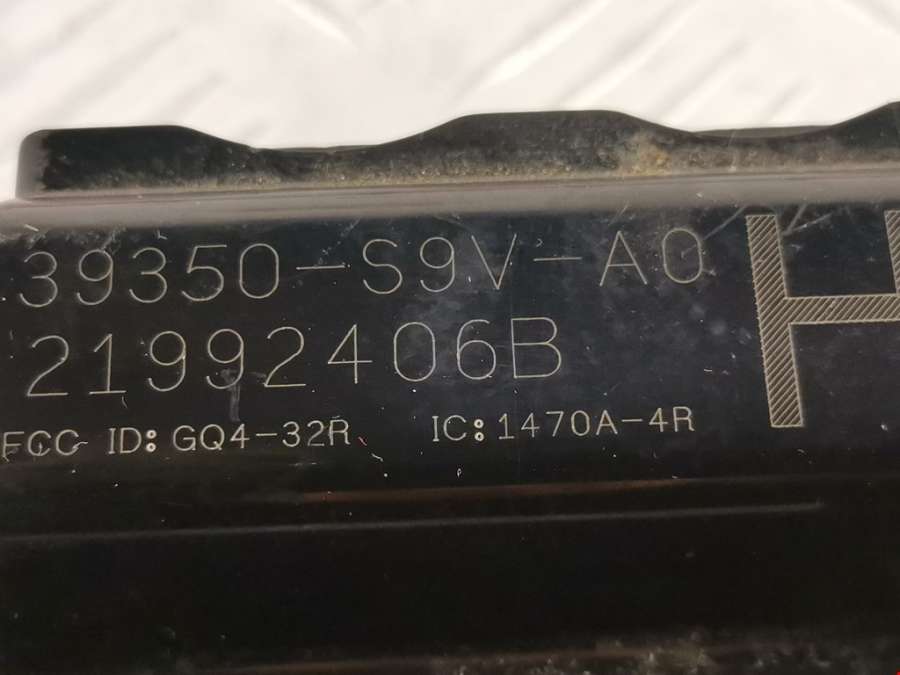 39350-S9V-A0
21992406B
FCC ID: GQ4-32R IC: 1470A-4R
H